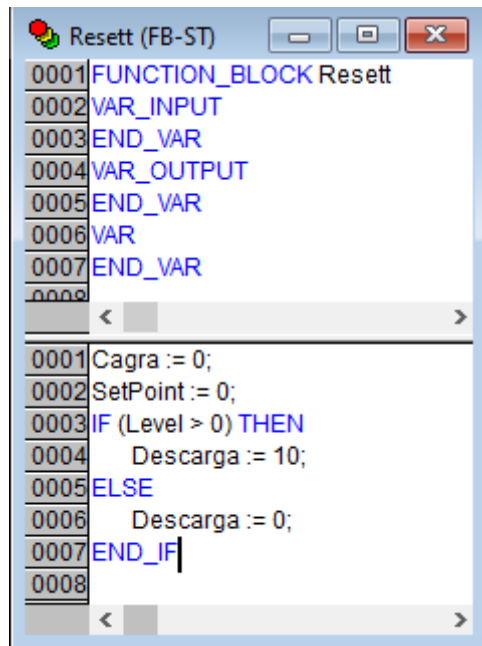 Resett (FB-ST)
0001 FUNCTION_BLOCK Resett
0002 VAR_INPUT
0003 END_VAR
0004 VAR_OUTPUT
0005 END_VAR
0006 VAR
0007 END_VAR
0008
0001 Cagra := 0;
0002 SetPoint := 0;
0003 IF (Level > 0) THEN
0004 Descarga := 10;
0005 ELSE
0006 Descarga := 0;
0007 END_IF
0008